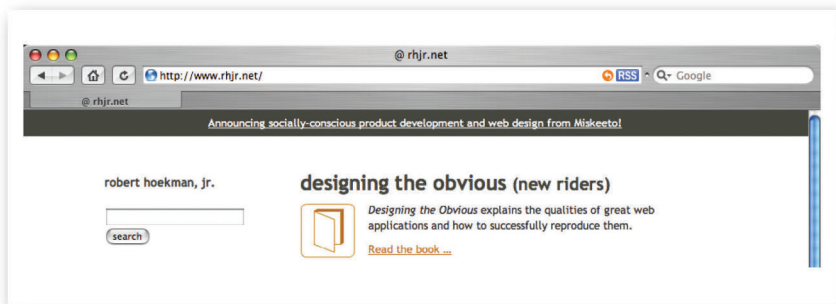 @ rhjr.net
http://www.rhjr.net/
RSS
Google
@ rhjr.net
Announcing socially-conscious product development and web design from Miskeeto!
robert hoekman, jr.
search
designing the obvious (new riders)
Designing the Obvious explains the qualities of great web
applications and how to successfully reproduce them.
Read the book ...